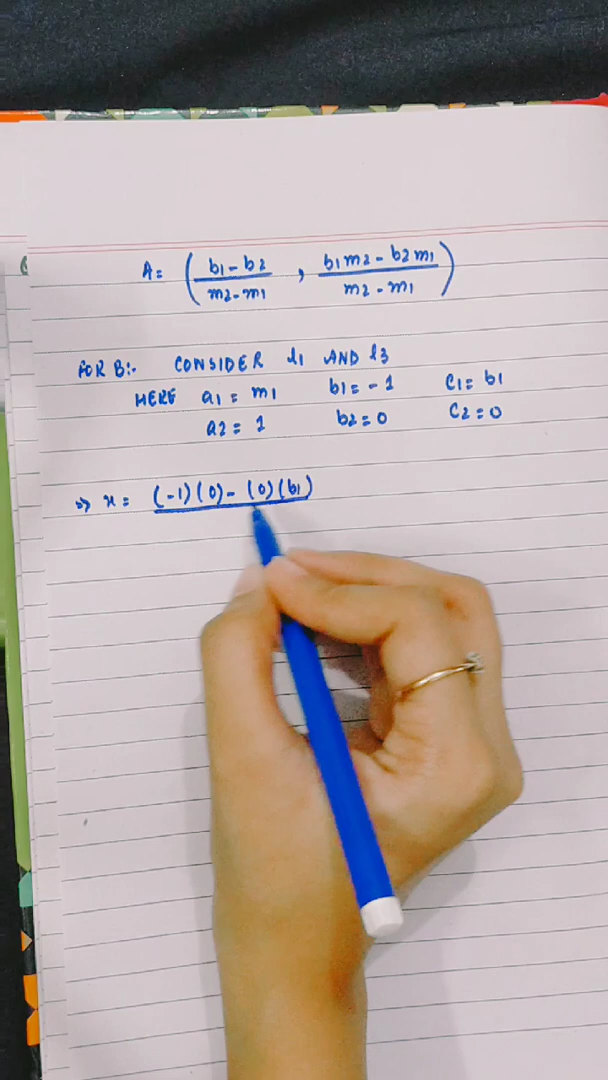 A= ( b1-b2 / m2-m1 , b1m2-b2m1 / m2-m1 )
FOR B:- CONSIDER l1 AND l3
HERE a1= m1 b1=-1 C1= b1
a2= 1 b2=0 C2=0
=> x= (-1)(0)-(0)(b1)